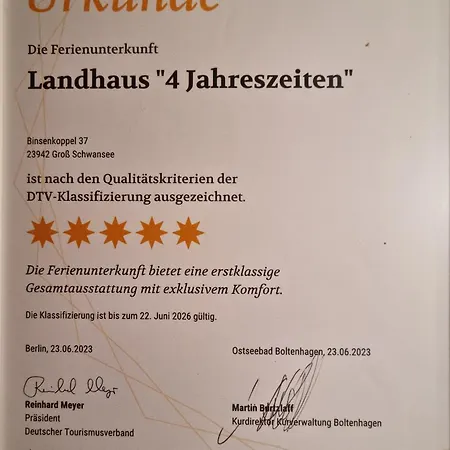 Urkunde
Die Ferienunterkunft
Landhaus "4 Jahreszeiten"
Binsenkoppel 37
23942 Groß Schwansee
ist nach den Qualitätskriterien der
DTV-Klassifizierung ausgezeichnet.
Die Ferienunterkunft bietet eine erstklassige
Gesamtausstattung mit exklusivem Komfort.
Die Klassifizierung ist bis zum 22. Juni 2026 gültig.
Berlin, 23.06.2023
Ostseebad Boltenhagen, 23.06.2023
Reinhard Meyer
Präsident
Deutscher Tourismusverband
Martin Burtzlaff
Kurdirektor Kurverwaltung Boltenhagen